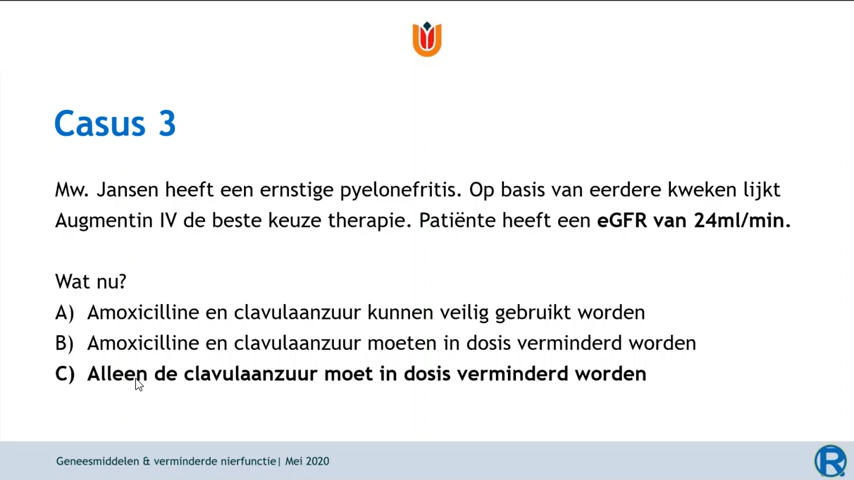 Casus 3
Mw. Jansen heeft een ernstige pyelonefritis. Op basis van eerdere kweken lijkt
Augmentin IV de beste keuze therapie. Patiënte heeft een eGFR van 24ml/min.
Wat nu?
A) Amoxicilline en clavulaanzuur kunnen veilig gebruikt worden
B) Amoxicilline en clavulaanzuur moeten in dosis verminderd worden
C) Alleen de clavulaanzuur moet in dosis verminderd worden
Geneesmiddelen & verminderde nierfunctie| Mei 2020
R